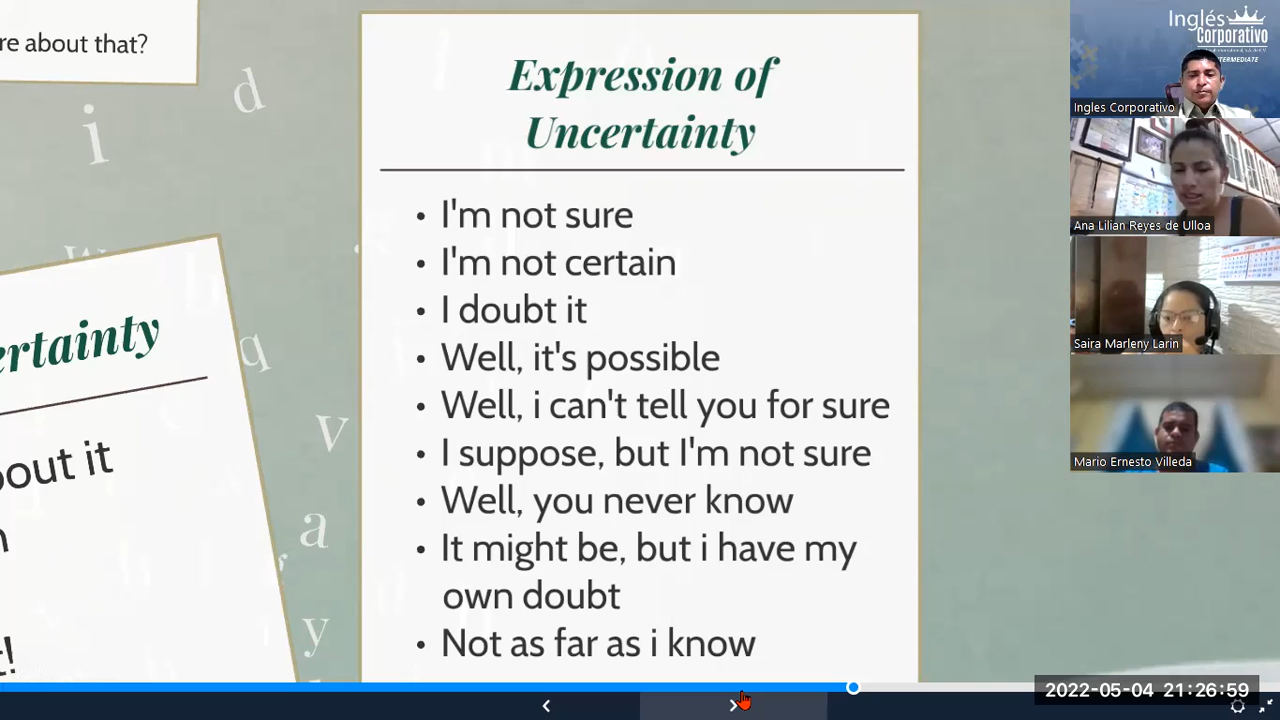 re about that?
Expression of
Uncertainty
• I'm not sure
• I'm not certain
• I doubt it
• Well, it's possible
• Well, i can't tell you for sure
• I suppose, but I'm not sure
• Well, you never know
• It might be, but i have my
own doubt
• Not as far as i know
ertainty
bout it
n
t!
i
d
w
b
q
v
a
y
Inglés
Corporativo
TERMEDIATE
Ingles Corporativo
Ana Lilian Reyes de Ulloa
Saira Marleny Larin
Mario Ernesto Villeda
2022-05-04 21:26:59